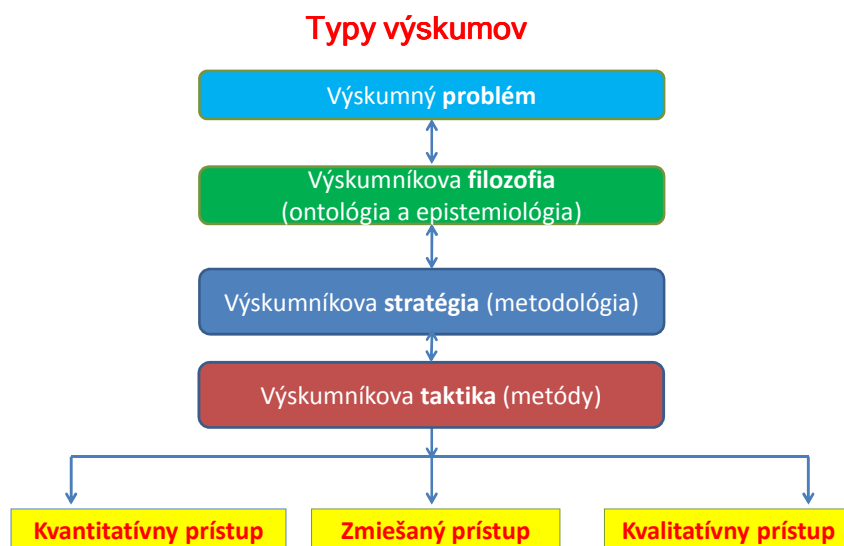 Typy výskumov
Výskumný problém
Výskumníkova filozofia
(ontológia a epistemiológia)
Výskumníkova stratégia (metodológia)
Výskumníkova taktika (metódy)
Kvantitatívny prístup
Zmiešaný prístup
Kvalitatívny prístup